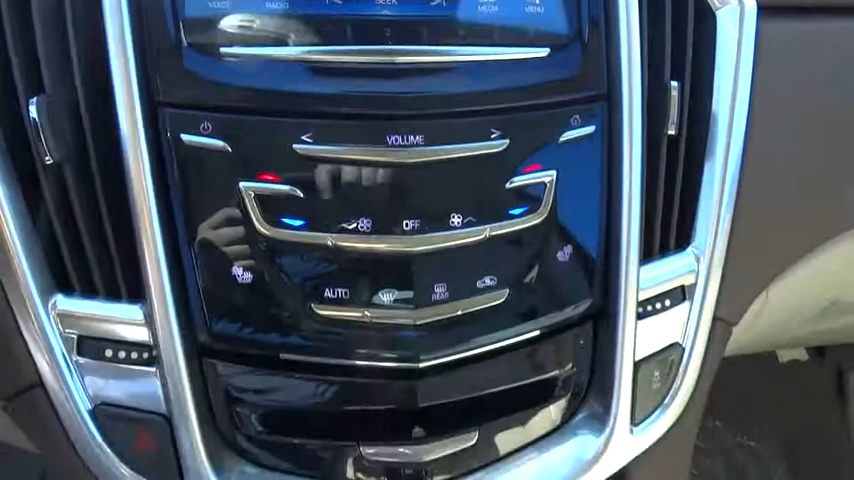 VOICE RADIO SEEK MEDIA MENU
VOLUME
OFF
AUTO REAR